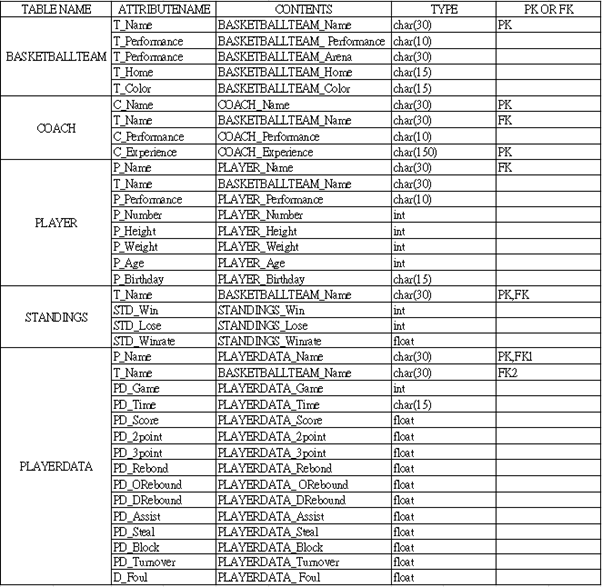 TABLE NAME ATTRIBUTENAME CONTENTS TYPE PK OR FK
BASKETBALLTEAM T_Name BASKETBALLTEAM_Name char(30) PK
T_Performance BASKETBALLTEAM_ Performance char(10)
T_Performance BASKETBALLTEAM_Arena char(30)
T_Home BASKETBALLTEAM_Home char(15)
T_Color BASKETBALLTEAM_Color char(15)
COACH C_Name COACH_Name char(30) PK
T_Name BASKETBALLTEAM_Name char(30) FK
C_Performance COACH_Performance char(10)
C_Experience COACH_Experience char(150) PK
PLAYER P_Name PLAYER_Name char(30) FK
T_Name BASKETBALLTEAM_Name char(30)
P_Performance PLAYER_Performance char(10)
P_Number PLAYER_Number int
P_Height PLAYER_Height int
P_Weight PLAYER_Weight int
P_Age PLAYER_Age int
P_Birthday PLAYER_Birthday char(15)
STANDINGS T_Name BASKETBALLTEAM_Name char(30) PK,FK
STD_Win STANDINGS_Win int
STD_Lose STANDINGS_Lose int
STD_Winrate STANDINGS_Winrate float
PLAYERDATA P_Name PLAYERDATA_Name char(30) PK,FK1
T_Name BASKETBALLTEAM_Name char(30) FK2
PD_Game PLAYERDATA_Game int
PD_Time PLAYERDATA_Time char(15)
PD_Score PLAYERDATA_Score float
PD_2point PLAYERDATA_2point float
PD_3point PLAYERDATA_3point float
PD_Rebond PLAYERDATA_Rebond float
PD_ORebound PLAYERDATA_ ORebound float
PD_DRebound PLAYERDATA_DRebound float
PD_Assist PLAYERDATA_Assist float
PD_Steal PLAYERDATA_Steal float
PD_Block PLAYERDATA_Block float
PD_Turnover PLAYERDATA_Turnover float
D_Foul PLAYERDATA_ Foul float